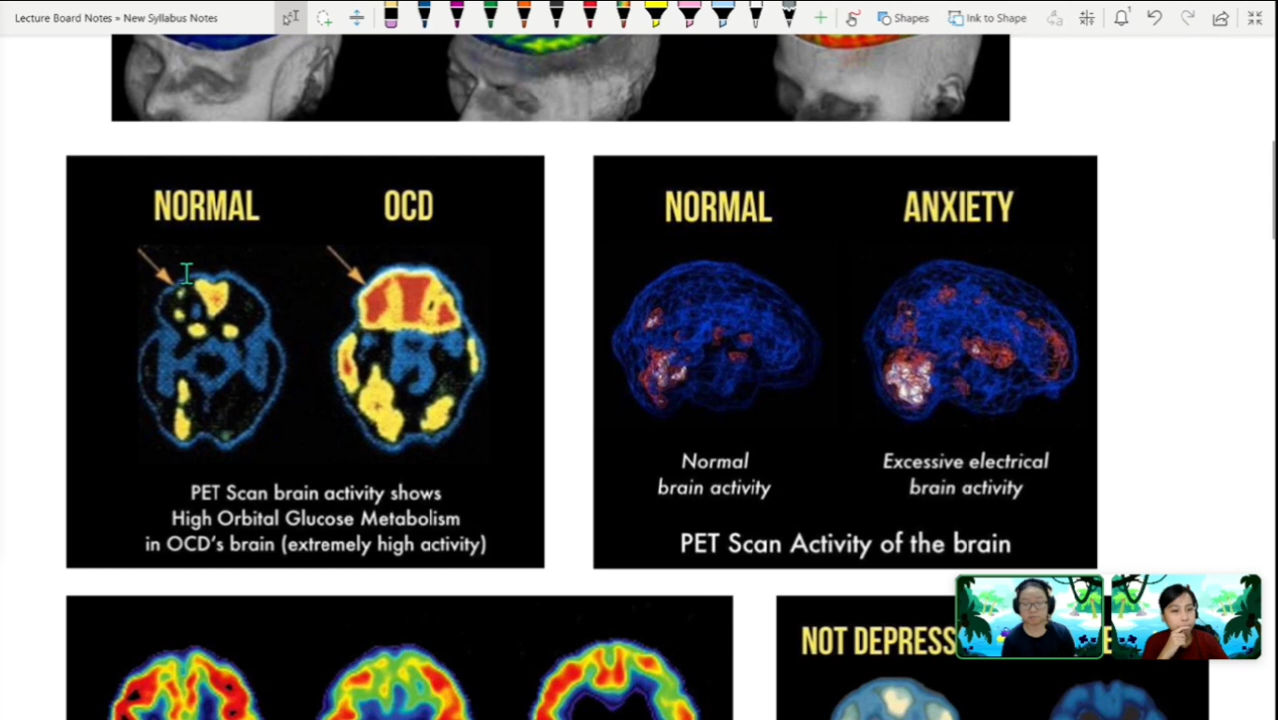 Lecture Board Notes » New Syllabus Notes
Shapes
Ink to Shape
NORMAL OCD
PET Scan brain activity shows
High Orbital Glucose Metabolism
in OCD's brain (extremely high activity)
NORMAL ANXIETY
Normal
brain activity
Excessive electrical
brain activity
PET Scan Activity of the brain
NOT DEPRESS